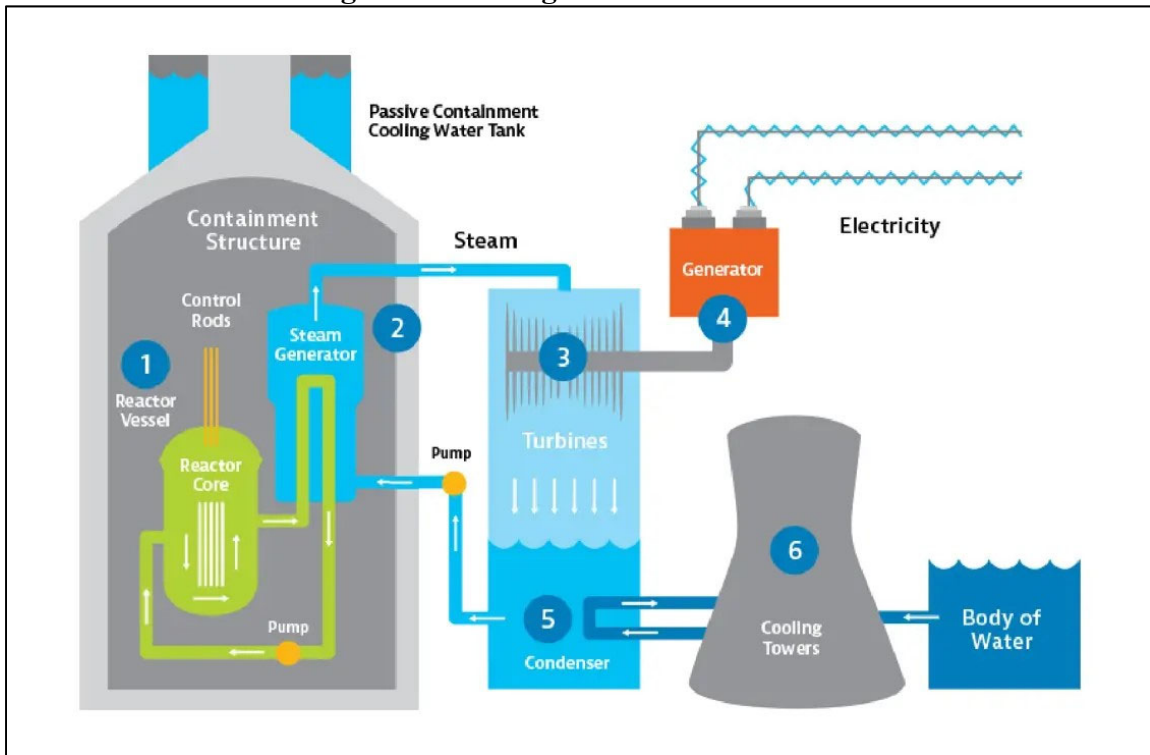 Passive Containment
Cooling Water Tank
Containment
Structure
Steam
Electricity
Generator
4
Control
Rods
Steam
Generator
2
3
1
Reactor
Vessel
Turbines
Pump
Reactor
Core
6
5
Body of
Water
Pump
Cooling
Towers
Condenser